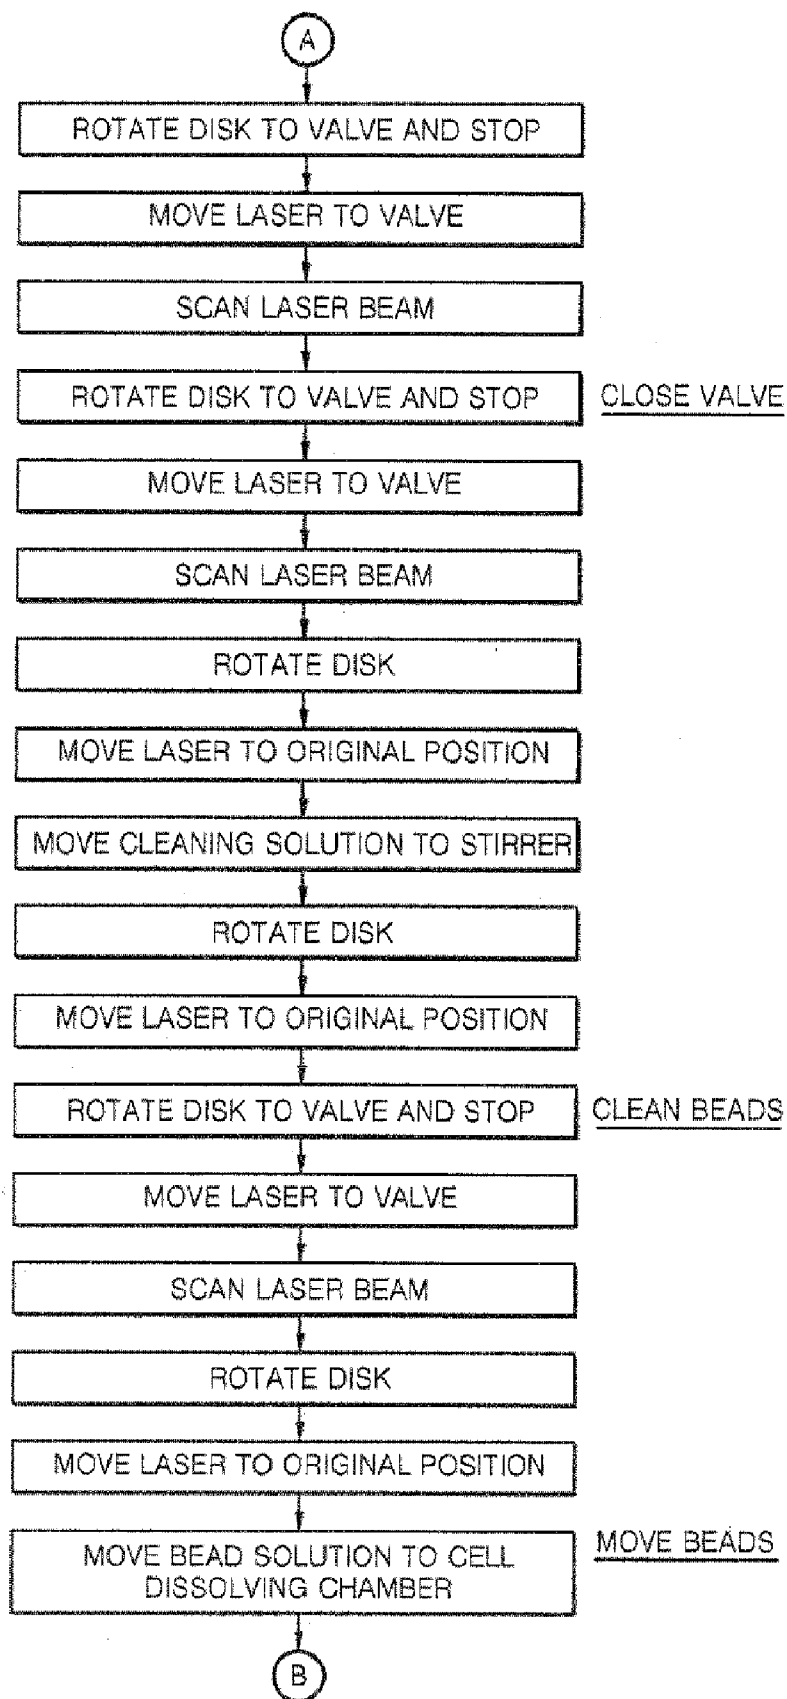 A
ROTATE DISK TO VALVE AND STOP
MOVE LASER TO VALVE
SCAN LASER BEAM
ROTATE DISK TO VALVE AND STOP
CLOSE VALVE
MOVE LASER TO VALVE
SCAN LASER BEAM
ROTATE DISK
MOVE LASER TO ORIGINAL POSITION
MOVE CLEANING SOLUTION TO STIRRER
ROTATE DISK
MOVE LASER TO ORIGINAL POSITION
ROTATE DISK TO VALVE AND STOP
CLEAN BEADS
MOVE LASER TO VALVE
SCAN LASER BEAM
ROTATE DISK
MOVE LASER TO ORIGINAL POSITION
MOVE BEADS
MOVE BEAD SOLUTION TO CELL
DISSOLVING CHAMBER
B